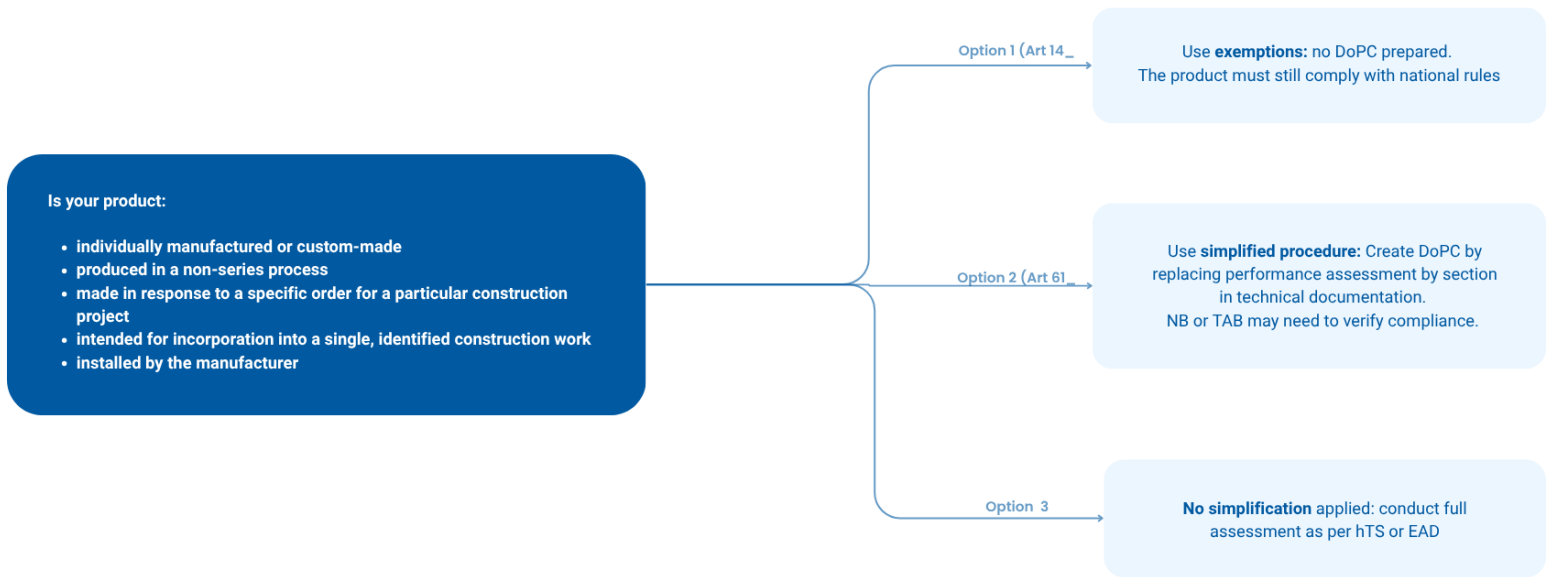 Is your product:
• individually manufactured or custom-made
• produced in a non-series process
• made in response to a specific order for a particular construction
project
• intended for incorporation into a single, identified construction work
• installed by the manufacturer
Option 1 (Art 14_
Use exemptions: no DoPC prepared.
The product must still comply with national rules
Option 2 (Art 61_
Use simplified procedure: Create DoPC by
replacing performance assessment by section
in technical documentation.
NB or TAB may need to verify compliance.
Option 3
No simplification applied: conduct full
assessment as per hTS or EAD